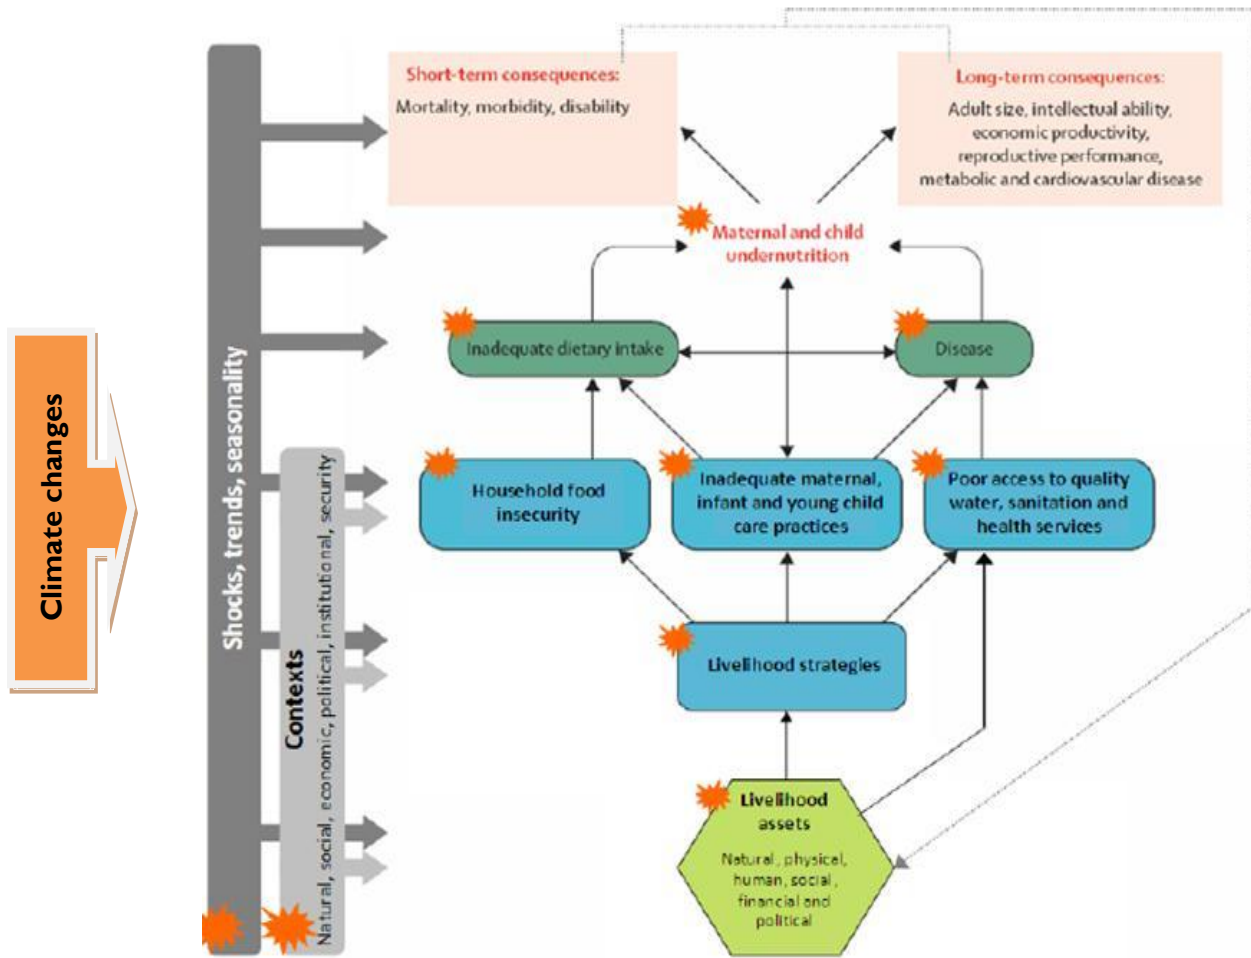 Climate changes
Shocks, trends, seasonality
Contexts
Natural, social, economic, political, institutional, security
Short-term consequences:
Mortality, morbidity, disability
Long-term consequences:
Adult size, intellectual ability,
economic productivity,
reproductive performance,
metabolic and cardiovascular disease
Maternal and child
undernutrition
Inadequate dietary intake
Disease
Household food
insecurity
Inadequate maternal,
infant and young child
care practices
Poor access to quality
water, sanitation and
health services
Livelihood strategies
Livelihood
assets
Natural, physical,
human, social,
financial and
political